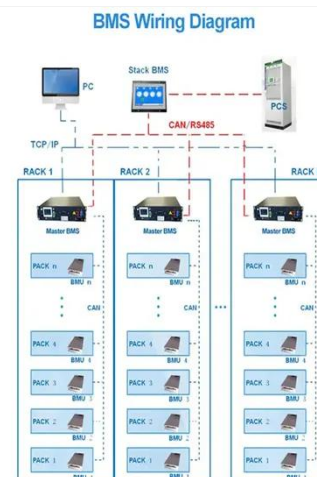 BMS Wiring Diagram
Stack BMS
PC
PCS
CAN/RS485
TCP/IP
RACK 1
RACK 2
RACK
Master BMS
Master BMS
Master BMS
PACK n
BMU n
PACK n
BMU n
PACK n
BMU n
CAN
CAN
CAN
PACK 4
BMU 4
PACK 4
BMU 4
PACK 4
BMU 4
PACK 3
BMU 3
PACK 3
BMU 3
PACK 3
BMU 3
PACK 2
BMU 2
PACK 2
BMU 2
PACK 2
BMU 2
PACK 1
PACK 1
PACK 1